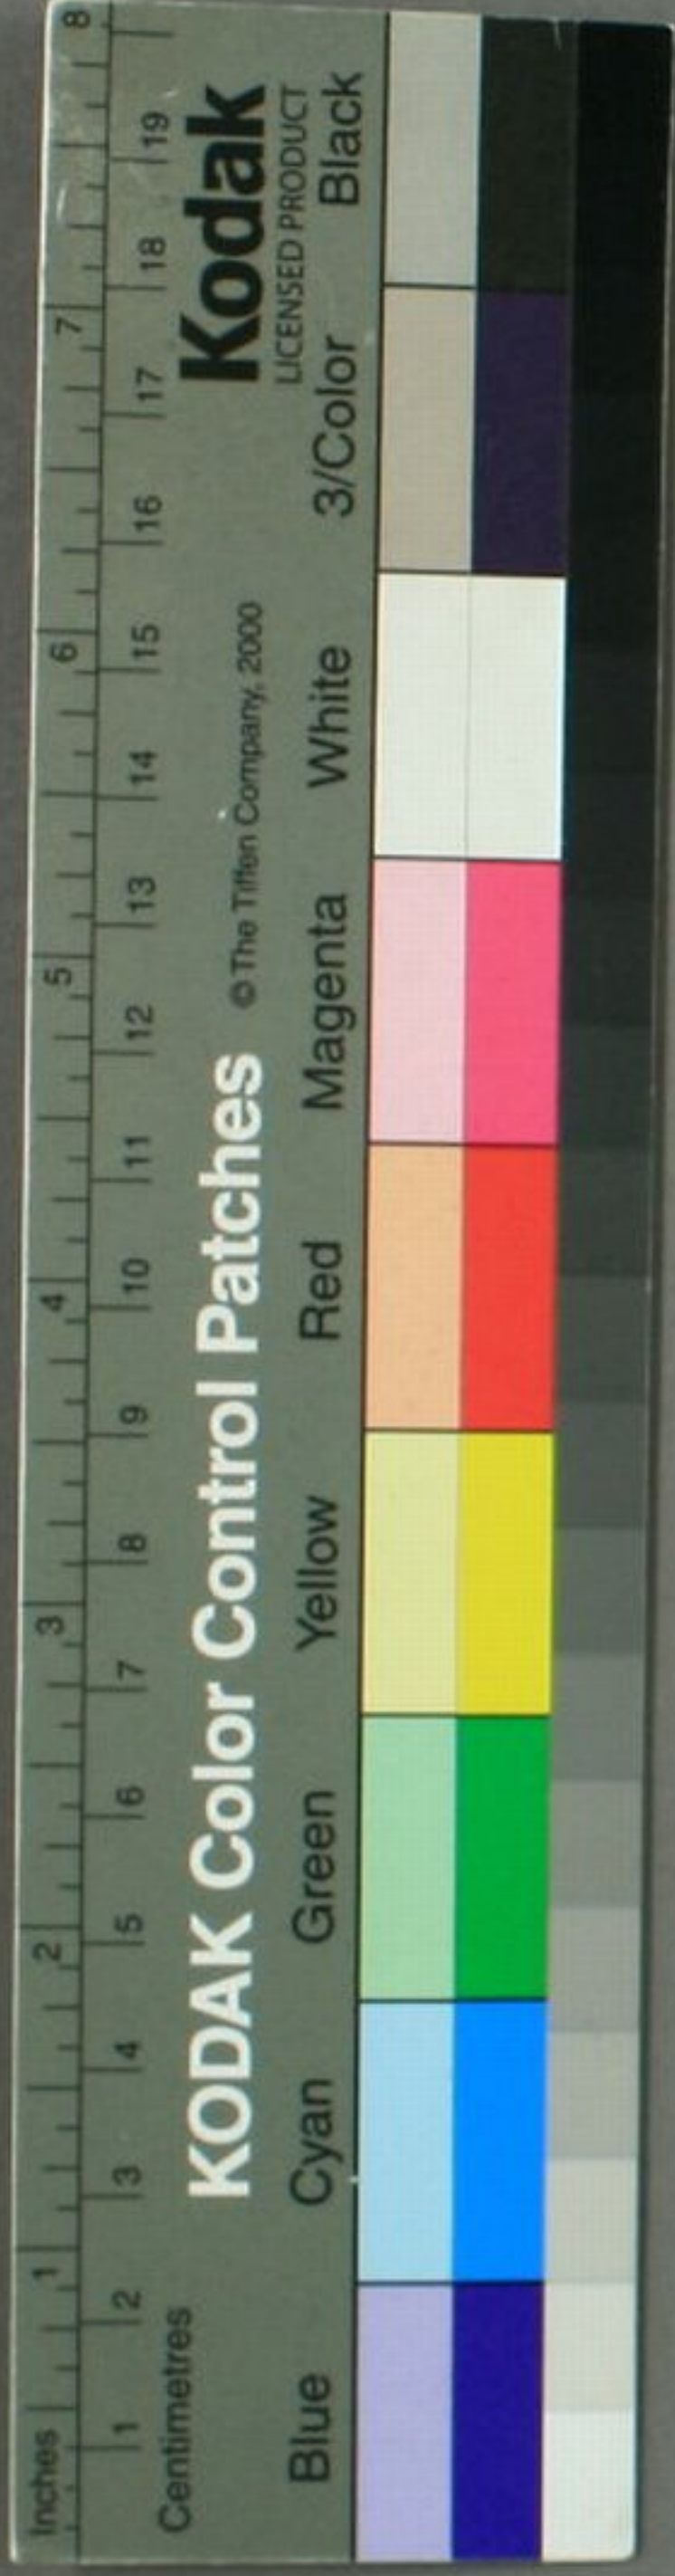 Inches 1 2 3 4 5 6 7 8
Centimetres 1 2 3 4 5 6 7 8 9 10 11 12 13 14 15 16 17 18 19
KODAK Color Control Patches © The Tiffen Company, 2000 Kodak
LICENSED PRODUCT
Blue Cyan Green Yellow Red Magenta White 3/Color Black